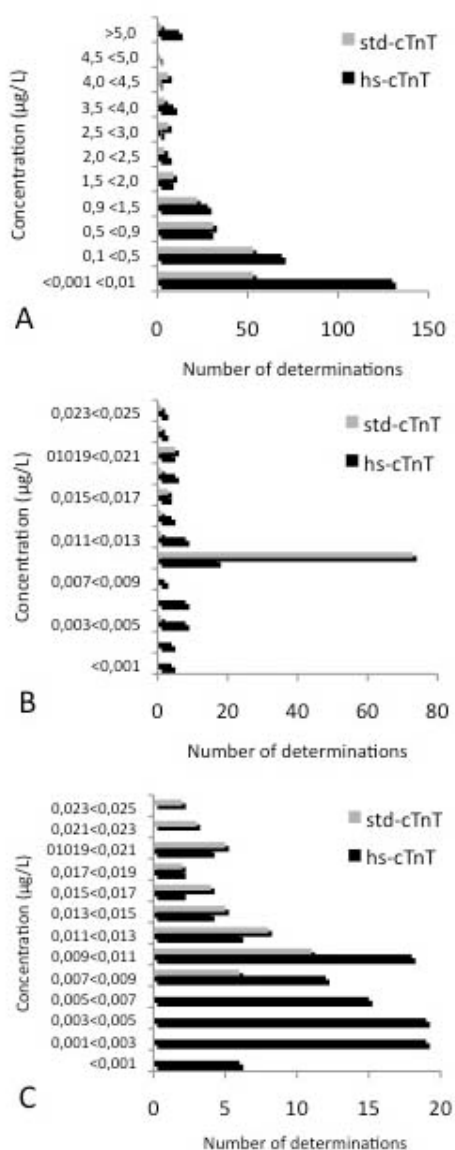 >5,0
std-cTnT
4,5 <5,0
4,0 <4,5
hs-cTnT
3,5 <4,0
2,5 <3,0
2,0 <2,5
1,5 <2,0
0,9 <1,5
0,5 <0,9
0,1 <0,5
<0,001 <0,01
Concentration (µg/L)
A
0 50 100 150
Number of determinations
0,023<0,025
std-cTnT
01019<0,021
hs-cTnT
0,015<0,017
0,011<0,013
0,007<0,009
0,003<0,005
<0,001
Concentration (µg/L)
B
0 20 40 60 80
Number of determinations
0,023<0,025
std-cTnT
0,021<0,023
01019<0,021
hs-cTnT
0,017<0,019
0,015<0,017
0,013<0,015
0,011<0,013
0,009<0,011
0,007<0,009
0,005<0,007
0,003<0,005
0,001<0,003
<0,001
Concentration (µg/L)
C
0 5 10 15 20
Number of determinations